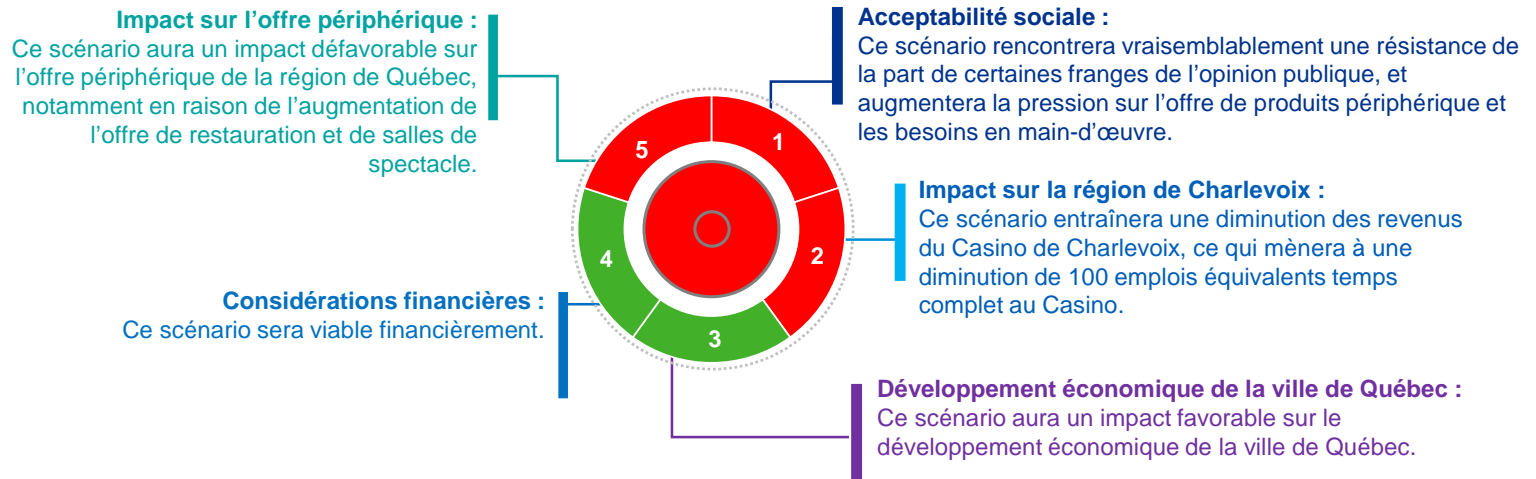 Impact sur l’offre périphérique :
Ce scénario aura un impact défavorable sur
l’offre périphérique de la région de Québec,
notamment en raison de l’augmentation de
l’offre de restauration et de salles de
spectacle.
Acceptabilité sociale :
Ce scénario rencontrera vraisemblablement une résistance de
la part de certaines franges de l’opinion publique, et
augmentera la pression sur l’offre de produits périphérique et
les besoins en main-d’œuvre.
5
1
4
2
3
Impact sur la région de Charlevoix :
Ce scénario entraînera une diminution des revenus
du Casino de Charlevoix, ce qui mènera à une
diminution de 100 emplois équivalents temps
complet au Casino.
Considérations financières :
Ce scénario sera viable financièrement.
Développement économique de la ville de Québec :
Ce scénario aura un impact favorable sur le
développement économique de la ville de Québec.